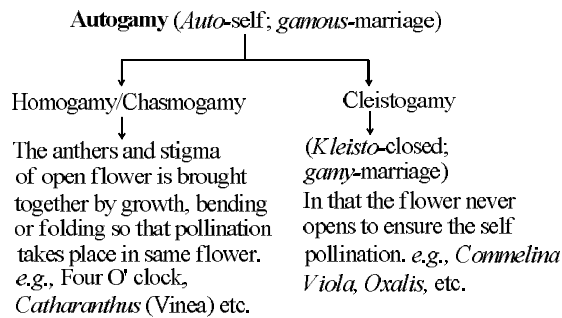 Autogamy (Auto-self; gamous-marriage)
Homogamy/Chasmogamy
The anthers and stigma
of open flower is brought
together by growth, bending
or folding so that pollination
takes place in same flower.
e.g., Four O' clock,
Catharanthus (Vinea) etc.
Cleistogamy
(Kleisto-closed;
gamy-marriage)
In that the flower never
opens to ensure the self
pollination. e.g., Commelina
Viola, Oxalis, etc.